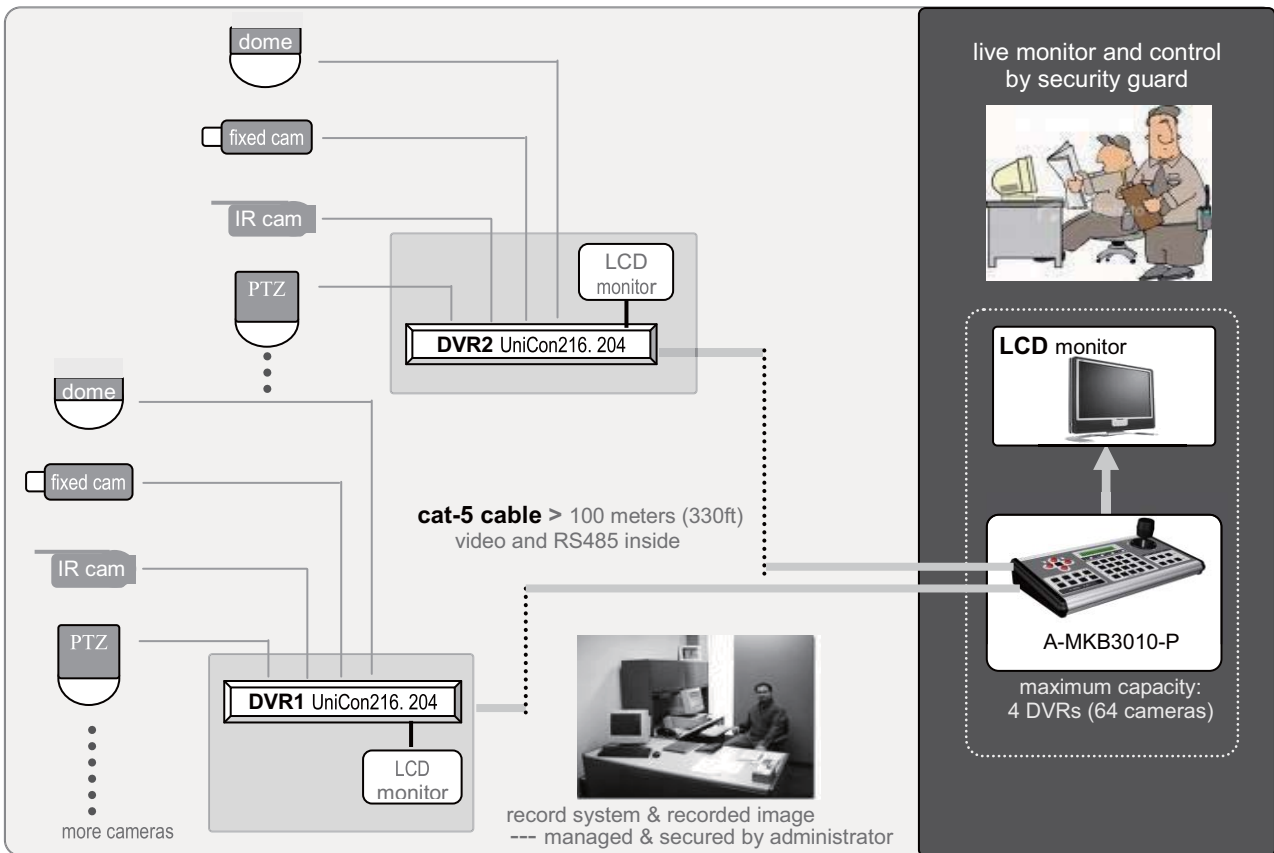 dome
fixed cam
IR cam
PTZ
LCD
monitor
DVR2 UniCon216. 204
dome
fixed cam
IR cam
PTZ
more cameras
DVR1 UniCon216. 204
LCD
monitor
cat-5 cable > 100 meters (330ft)
video and RS485 inside
record system & recorded image
--- managed & secured by administrator
live monitor and control
by security guard
LCD monitor
A-MKB3010-P
maximum capacity:
4 DVRs (64 cameras)